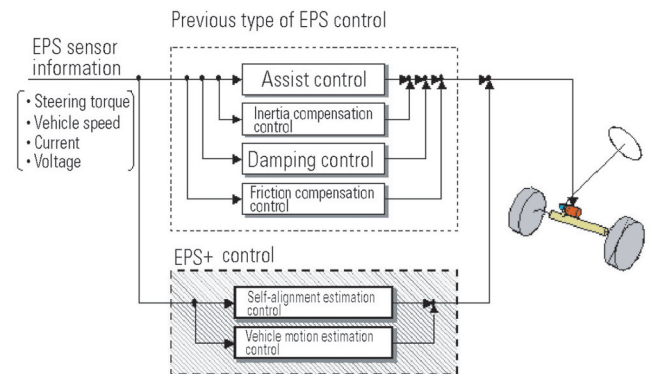 Previous type of EPS control
EPS sensor
information
• Steering torque
• Vehicle speed
• Current
• Voltage
Assist control
Inertia compensation
control
Damping control
Friction compensation
control
EPS+ control
Self-alignment estimation
control
Vehicle motion estimation
control